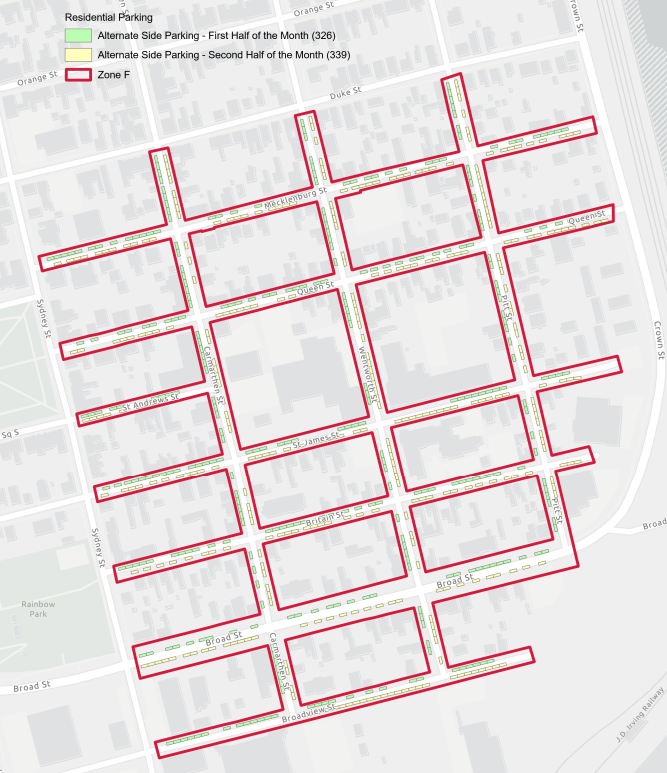 Orange St
Residential Parking
Alternate Side Parking - First Half of the Month (326)
Alternate Side Parking - Second Half of the Month (339)
Zone F
Orange St
Duke St
Mecklenburg St
Queen St
Queen St
Sydney St
Pitt St
Crown St
Carmarthen St
Wentworth St
St Andrews St
Sq S
St James St
Britain St
Pitt St
Sydney St
Broad
Broad St
Rainbow
Park
Broad St
Carmarthen St
Broad St
Broadview St
J.D. Irving Railway